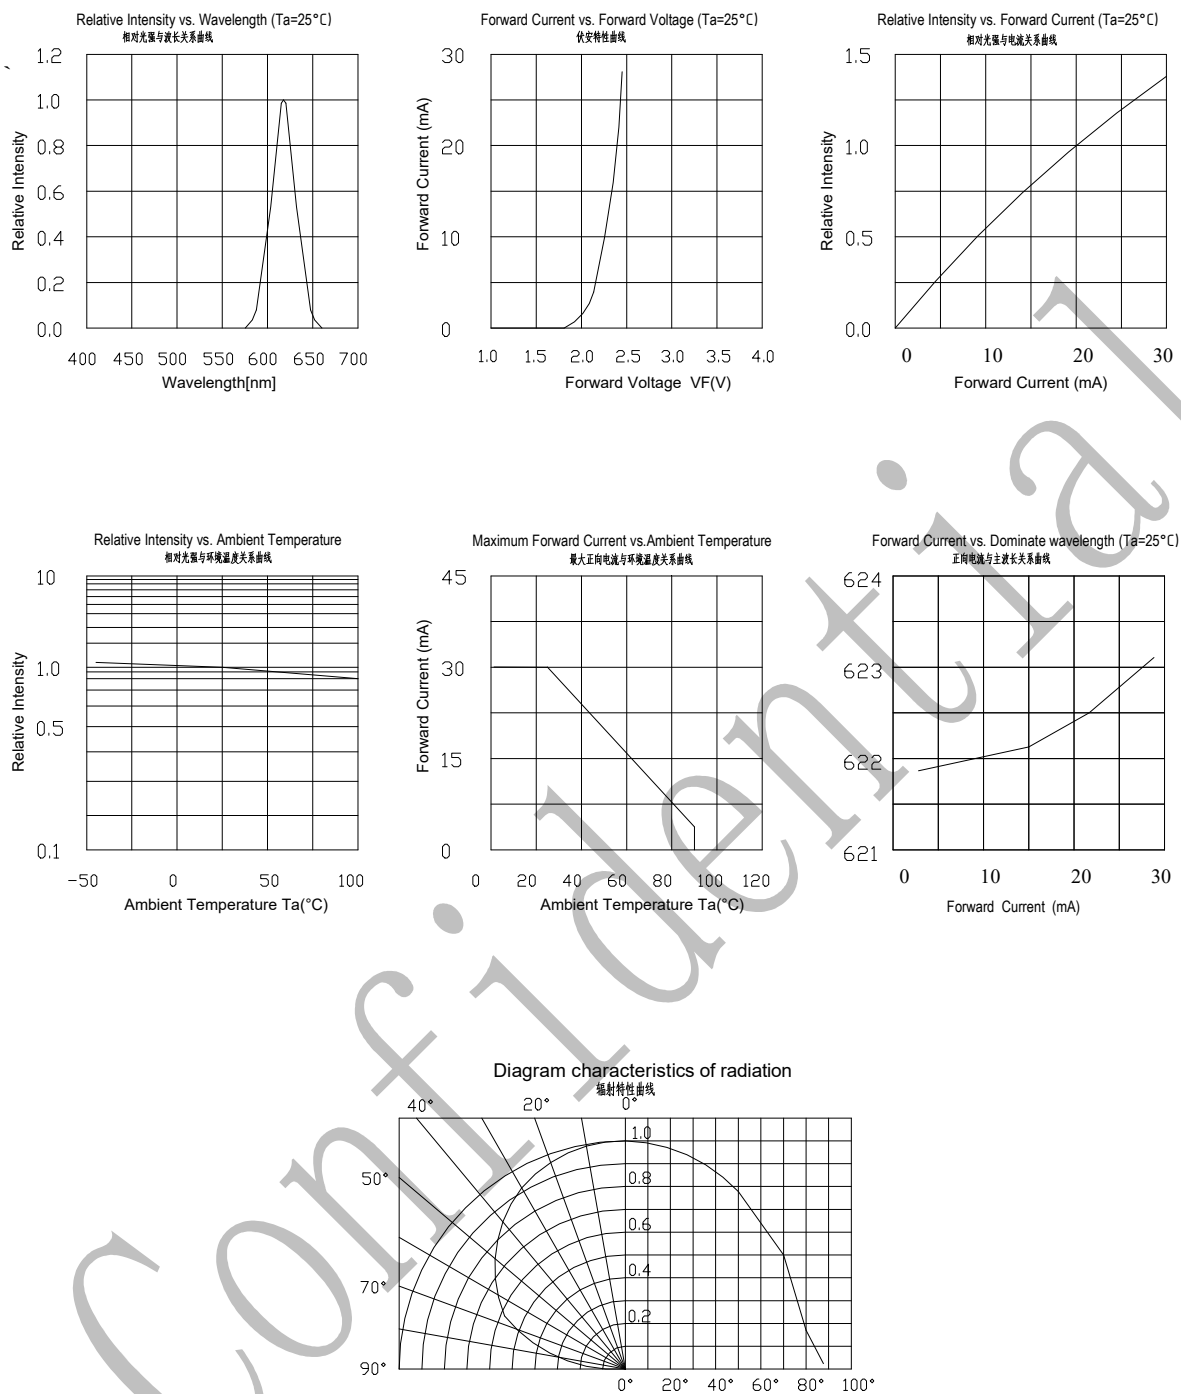 Relative Intensity vs. Wavelength (Ta=25°C)
相对光强与波长关系曲线
1.2
1.0
0.8
0.6
0.4
0.2
0.0
Relative Intensity
400 450 500 550 600 650 700
Wavelength[nm]
Forward Current vs. Forward Voltage (Ta=25°C)
伏安特性曲线
30
20
10
0
Forward Current (mA)
1.0 1.5 2.0 2.5 3.0 3.5 4.0
Forward Voltage VF(V)
Relative Intensity vs. Forward Current (Ta=25°C)
相对光强与电流关系曲线
1.5
1.0
0.5
0.0
Relative Intensity
0 10 20 30
Forward Current (mA)
Relative Intensity vs. Ambient Temperature
相对光强与环境温度关系曲线
10
1.0
0.5
0.1
Relative Intensity
-50 0 50 100
Ambient Temperature Ta(°C)
Maximum Forward Current vs.Ambient Temperature
最大正向电流与环境温度关系曲线
45
30
15
0
Forward Current (mA)
0 20 40 60 80 100 120
Ambient Temperature Ta(°C)
Forward Current vs. Dominate wavelength (Ta=25°C)
正向电流与主波长关系曲线
624
623
622
621
0 10 20 30
Forward Current (mA)
Diagram characteristics of radiation
辐射特性曲线
40° 20° 0°
50°
70°
90°
1.0
0.8
0.6
0.4
0.2
0° 20° 40° 60° 80° 100°
Confidential